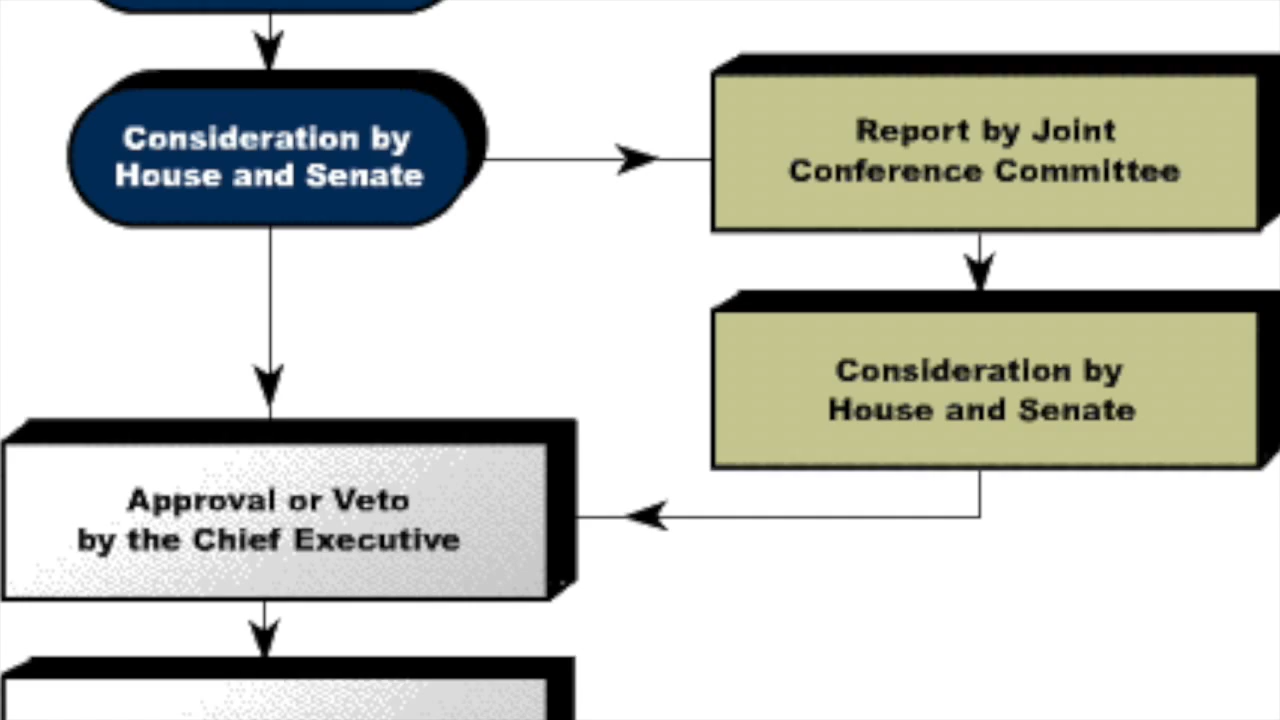 Consideration by
House and Senate
Report by Joint
Conference Committee
Consideration by
House and Senate
Approval or Veto
by the Chief Executive